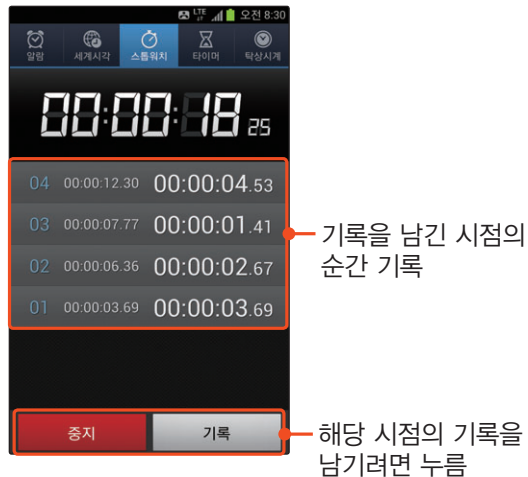 LTE 오전 8:30
알람 세계시각 스톱워치 타이머 탁상시계
00:00:18 25
04 00:00:12.30 00:00:04.53
03 00:00:07.77 00:00:01.41
02 00:00:06.36 00:00:02.67
01 00:00:03.69 00:00:03.69
기록을 남긴 시점의
순간 기록
중지 기록
해당 시점의 기록을
남기려면 누름